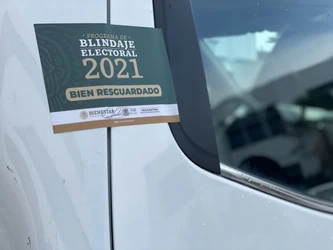 • PROGRAMA DE •
BLINDAJE
ELECTORAL
2021
BIEN RESGUARDADO
BIENESTAR